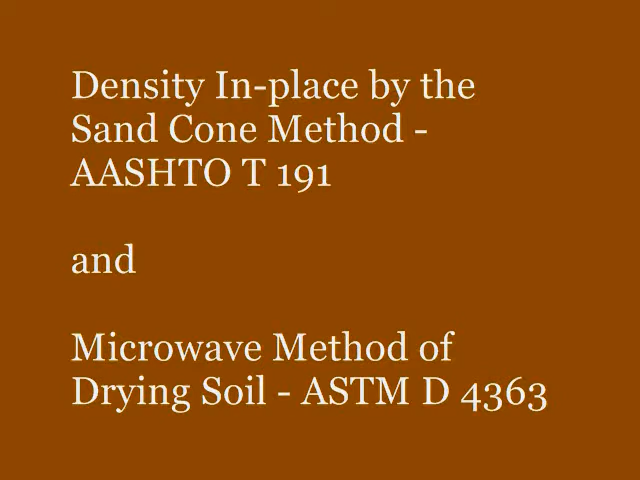 Density In-place by the
Sand Cone Method -
AASHTO T 191
and
Microwave Method of
Drying Soil - ASTM D 4363